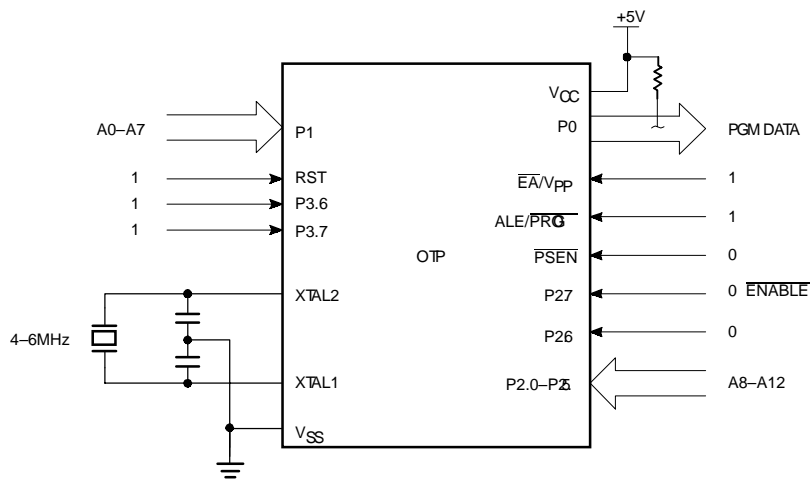 +5V
VCC
A0–A7
P1
P0
PGM DATA
1
RST
EA/VPP
1
1
P3.6
ALE/PROG
1
1
P3.7
OTP
PSEN
0
XTAL2
P27
0 ENABLE
4–6MHz
P26
0
XTAL1
P2.0–P2.5
A8–A12
VSS